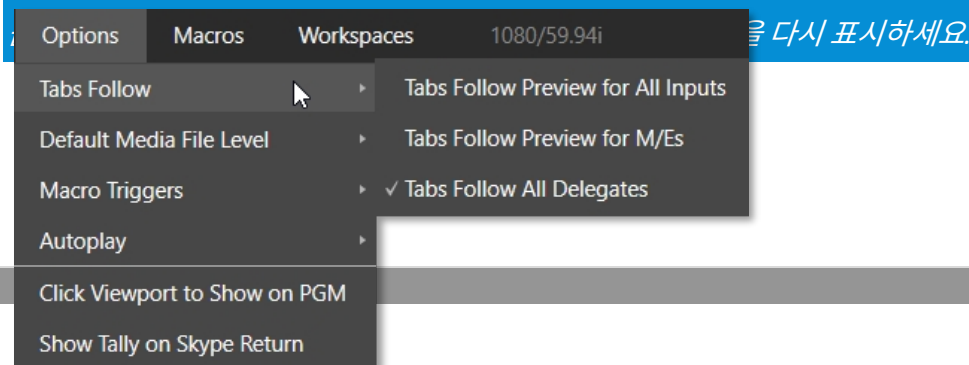 Options Macros Workspaces 1080/59.94i 을 다시 표시하세요.
Tabs Follow
Tabs Follow Preview for All Inputs
Default Media File Level
Tabs Follow Preview for M/Es
Macro Triggers
✓ Tabs Follow All Delegates
Autoplay
Click Viewport to Show on PGM
Show Tally on Skype Return